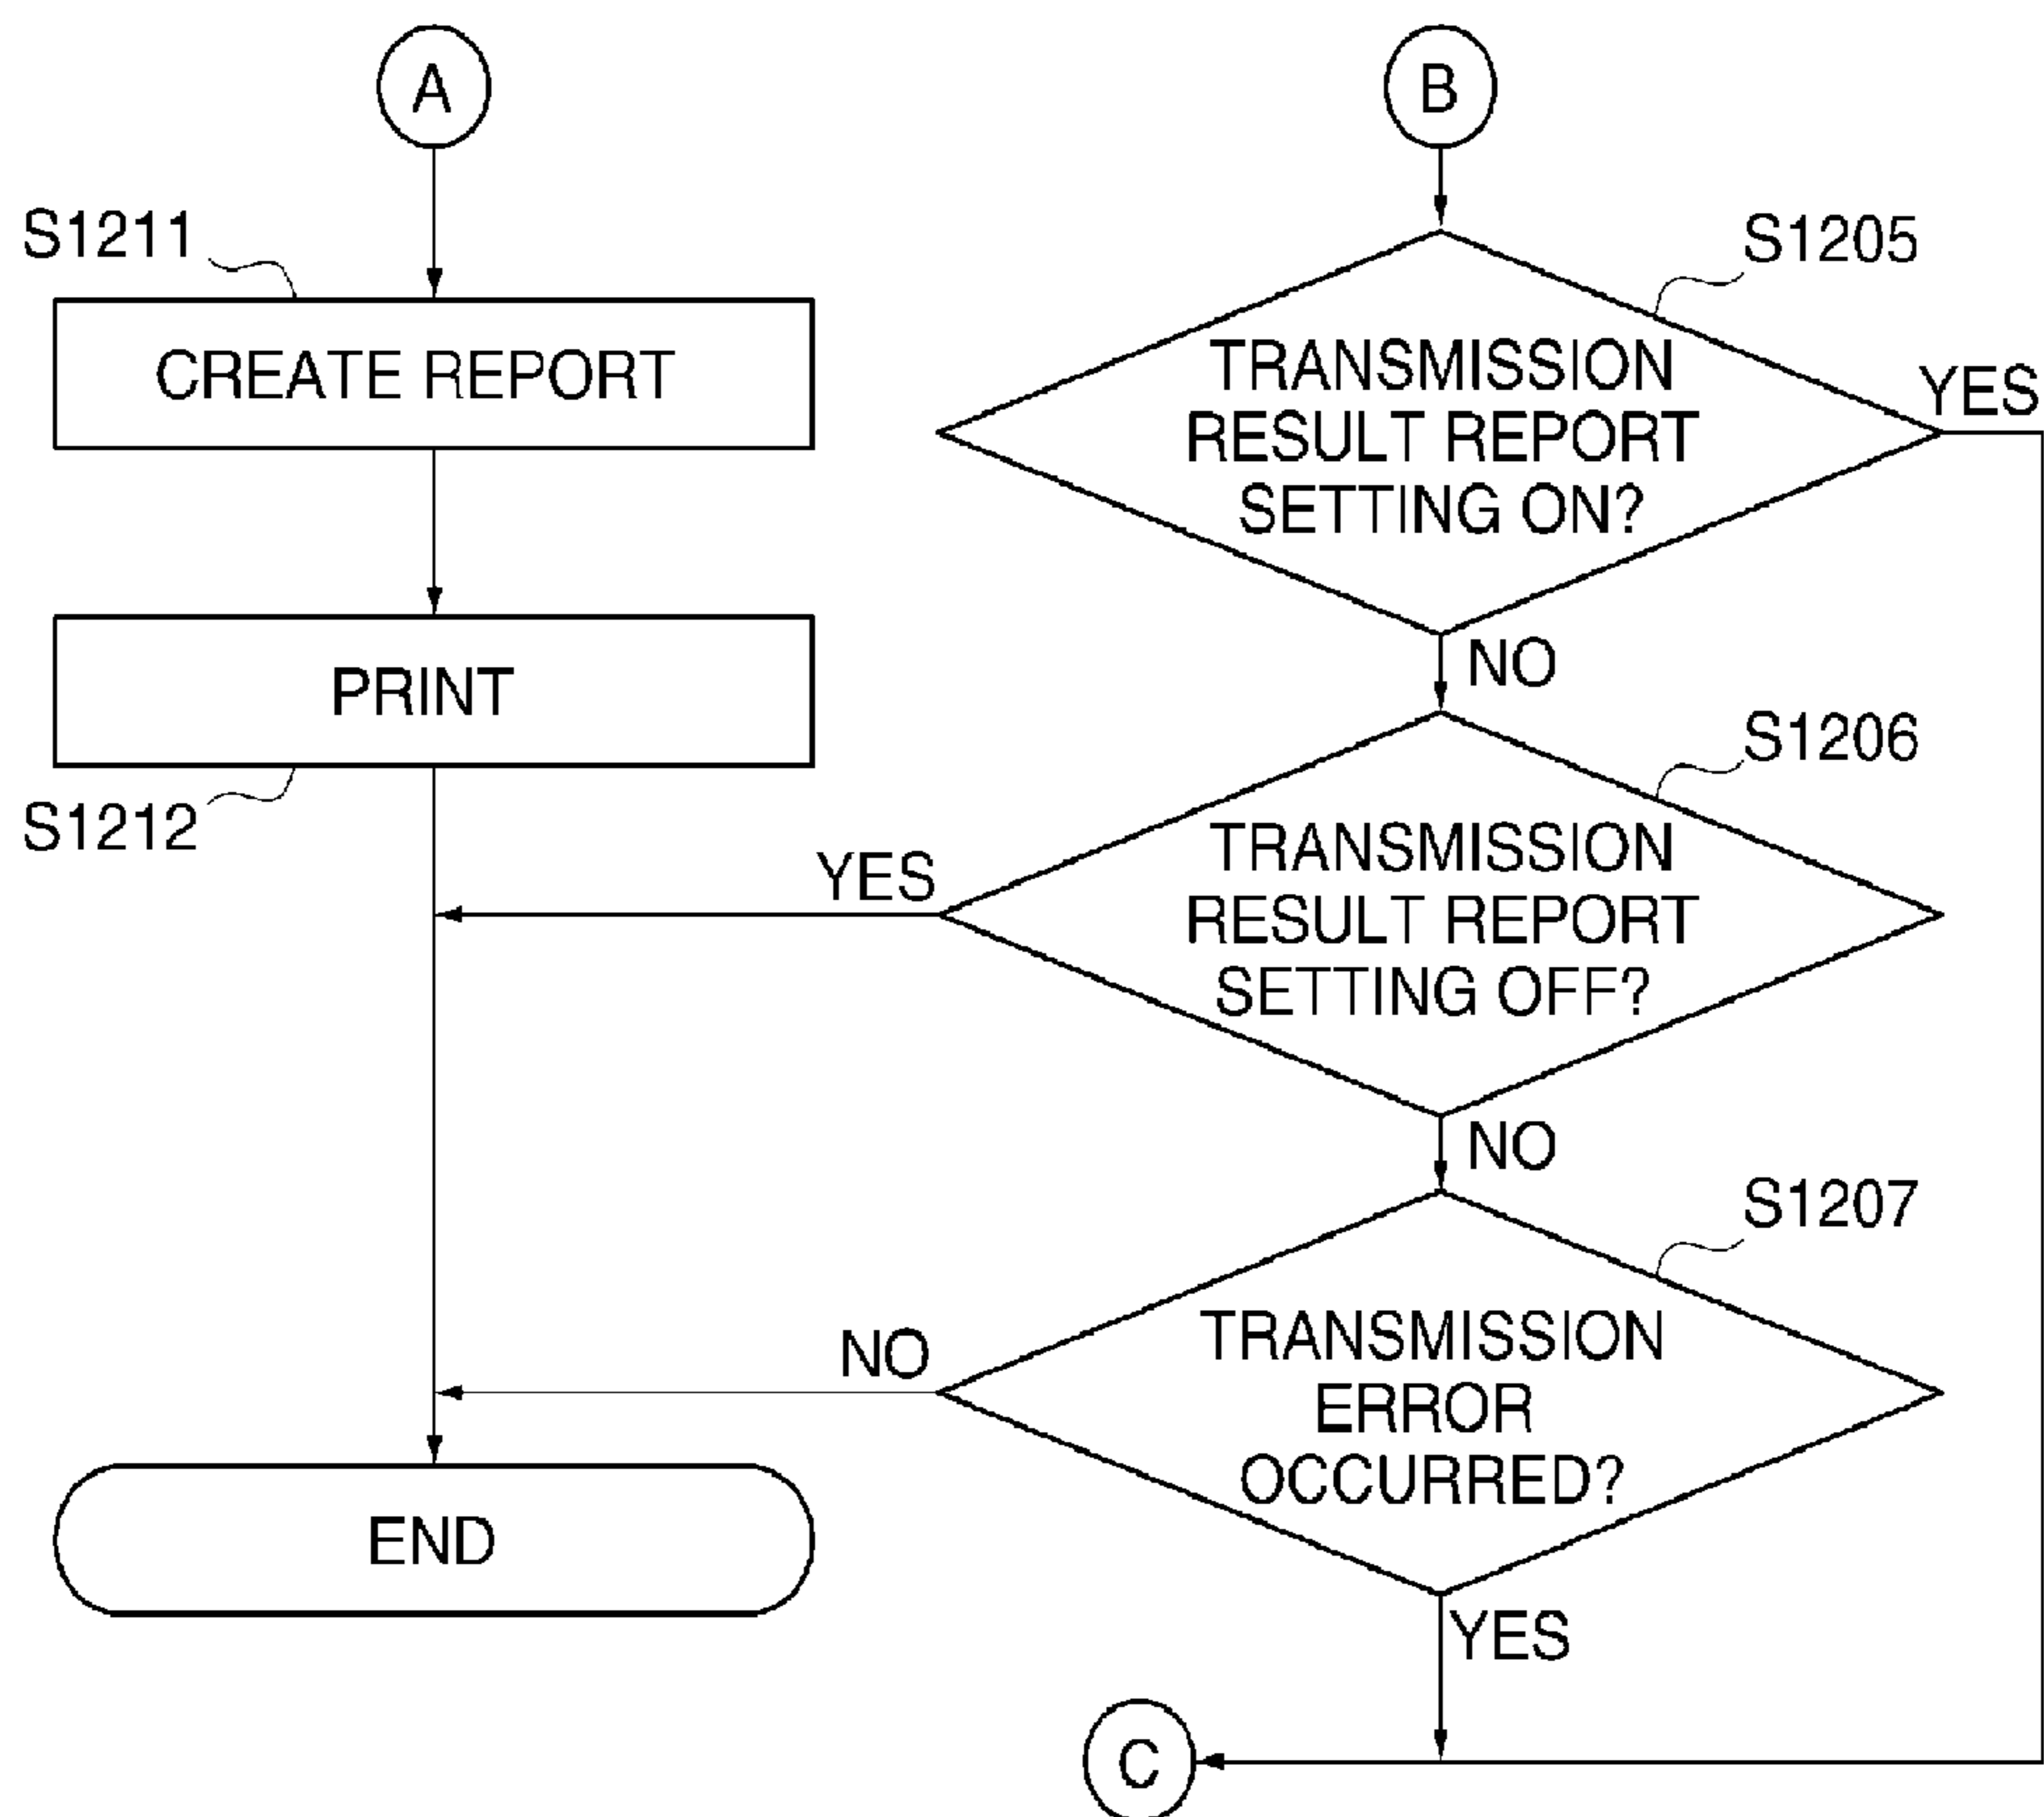 A
S1211
CREATE REPORT
PRINT
S1212
END
B
S1205
TRANSMISSION
RESULT REPORT
SETTING ON?
YES
NO
S1206
TRANSMISSION
RESULT REPORT
SETTING OFF?
YES
NO
S1207
TRANSMISSION
ERROR
OCCURRED?
NO
YES
C